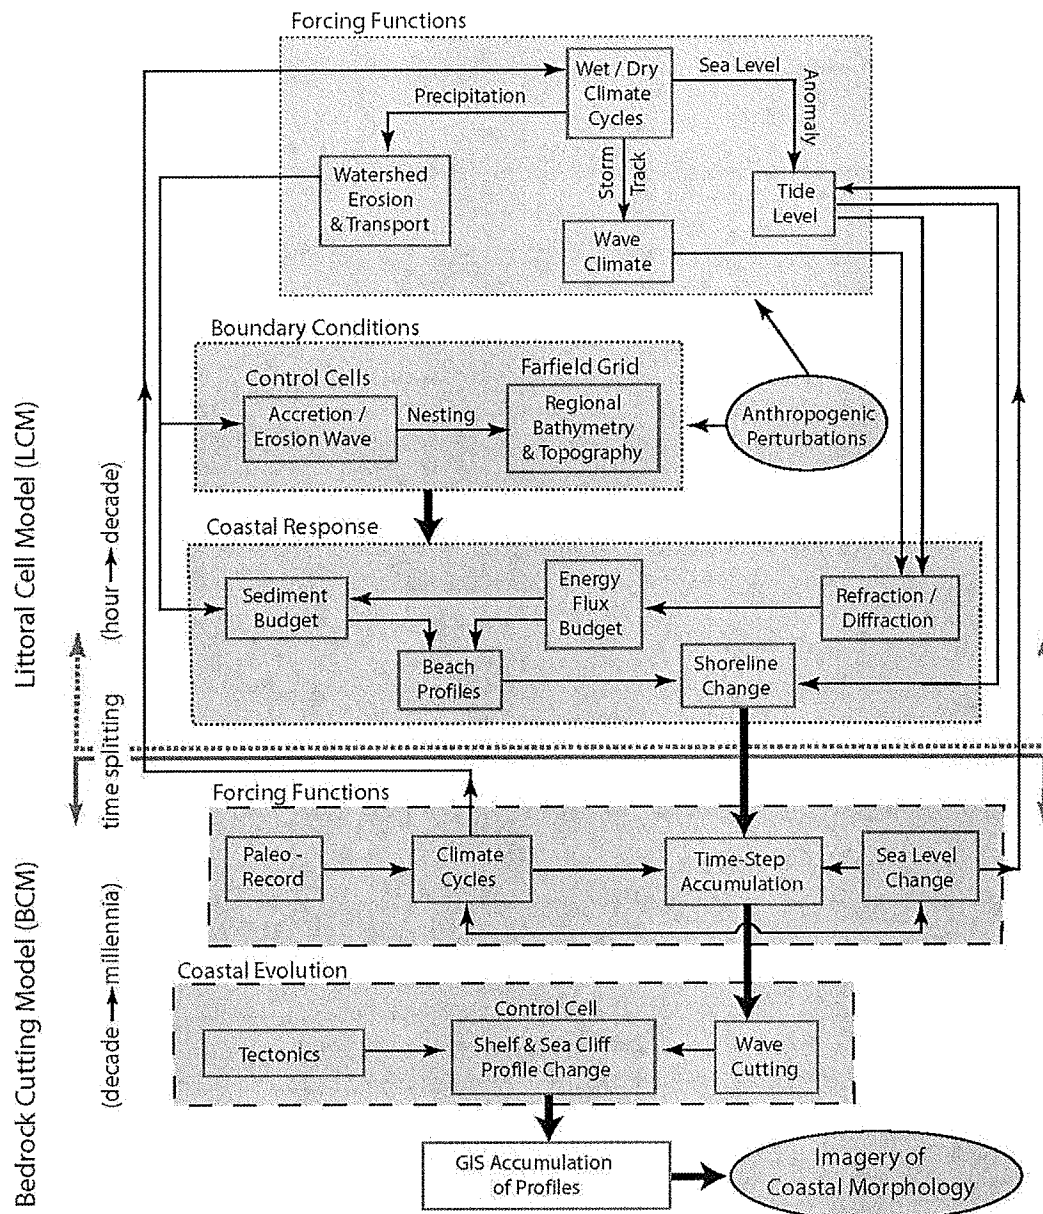 Forcing Functions
Wet / Dry
Climate
Cycles
Sea Level
Anomaly
Precipitation
Storm
Track
Watershed
Erosion
& Transport
Tide
Level
Wave
Climate
Boundary Conditions
Control Cells
Accretion /
Erosion Wave
Nesting
Farfield Grid
Regional
Bathymetry
& Topography
Anthropogenic
Perturbations
Coastal Response
Sediment
Budget
Energy
Flux
Budget
Refraction /
Diffraction
Beach
Profiles
Shoreline
Change
Littoral Cell Model (LCM)
(hour → decade)
time splitting
Forcing Functions
Paleo -
Record
Climate
Cycles
Time-Step
Accumulation
Sea Level
Change
Bedrock Cutting Model (BCM)
(decade → millennia)
Coastal Evolution
Tectonics
Control Cell
Shelf & Sea Cliff
Profile Change
Wave
Cutting
GIS Accumulation
of Profiles
Imagery of
Coastal Morphology